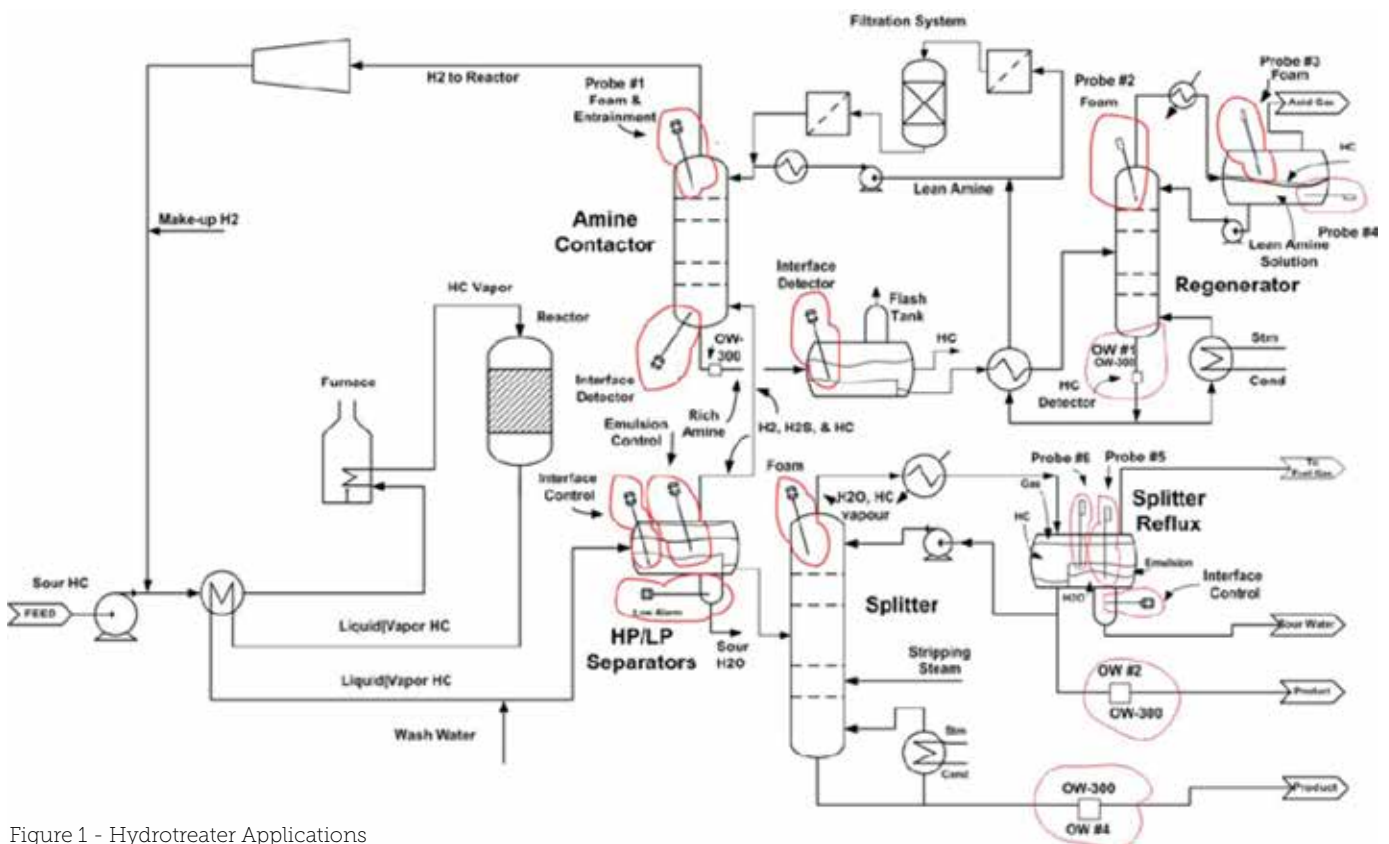 Filtration System
H2 to Reactor
Probe #1
Foam &
Entrainment
Probe #2
Foam
Probe #3
Foam
Acid Gas
HC
Lean Amine
Make-up H2
Amine
Contactor
Probe #4
Lean Amine
Solution
Regenerator
Interface
Detector
HC Vapor
Reactor
Flash
Tank
OW-
300
HC
OW #1
OW-300
Stm
Cond
HC
Detector
Furnace
Interface
Detector
Rich
Amine
H2, H2S, & HC
Emulsion
Control
Interface
Control
Foam
H2O, HC
vapour
Probe #6
Probe #5
Gas
To
Fuel Gas
Splitter
Reflux
HC
Emulsion
H2O
Interface
Control
Sour HC
FEED
Low Alarm
Splitter
Liquid|Vapor HC
HP/LP
Separators
Sour
H2O
Sour Water
Stripping
Steam
OW #2
Product
OW-300
Liquid|Vapor HC
Wash Water
Stm
Cond
OW-300
Product
OW #4
Figure 1 - Hydrotreater Applications